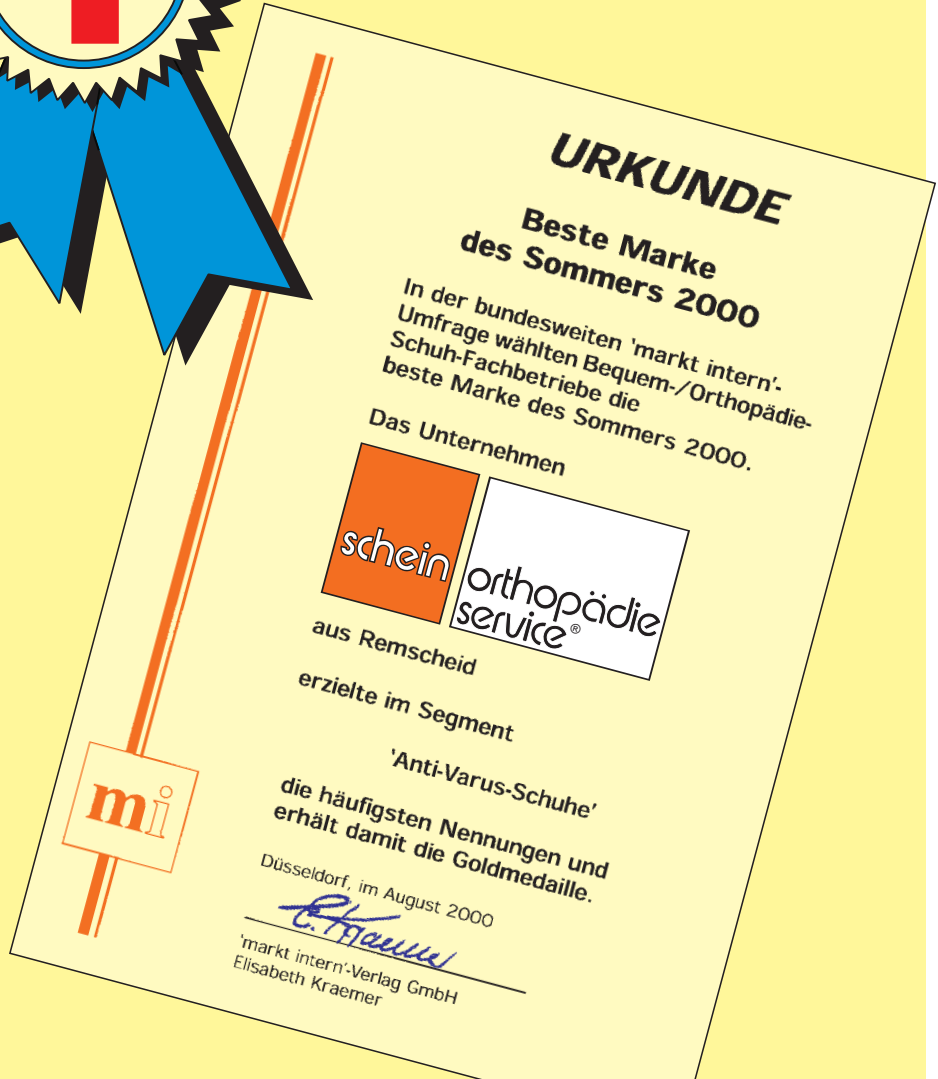 URKUNDE
Beste Marke
des Sommers 2000
In der bundesweiten 'markt intern'-
Umfrage wählten Bequem-/Orthopädie-
Schuh-Fachbetriebe die
beste Marke des Sommers 2000.
Das Unternehmen
schein
orthopädie
service®
aus Remscheid
erzielte im Segment
'Anti-Varus-Schuhe'
die häufigsten Nennungen und
erhält damit die Goldmedaille.
mi
Düsseldorf, im August 2000
E. Kraemer
'markt intern'-Verlag GmbH
Elisabeth Kraemer